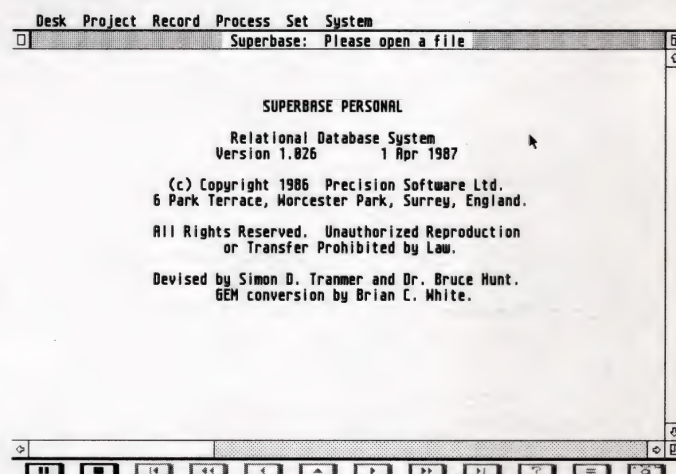 Desk Project Record Process Set System
Superbase: Please open a file
SUPERBASE PERSONAL
Relational Database System
Version 1.026 1 Apr 1987
(c) Copyright 1986 Precision Software Ltd.
6 Park Terrace, Worcester Park, Surrey, England.
All Rights Reserved. Unauthorized Reproduction
or Transfer Prohibited by Law.
Devised by Simon D. Tranmer and Dr. Bruce Hunt.
GEM conversion by Brian C. White.